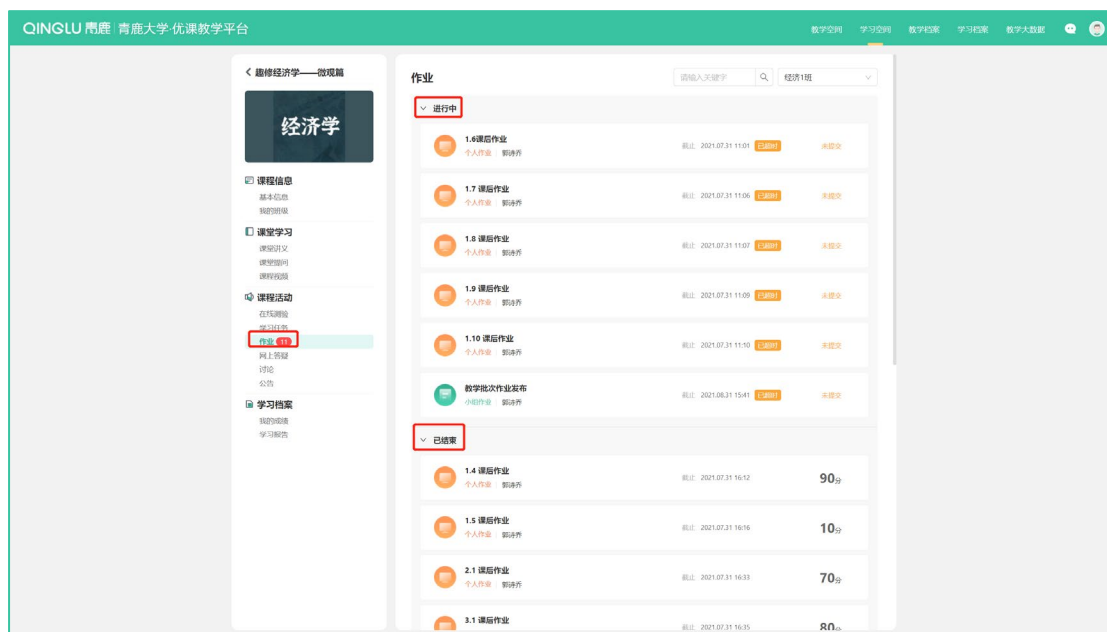 QINGLU 青鹿 青鹿大学·优课教学平台
教学空间 学习空间 教学档案 学习档案 教学大数据
趣修经济学——微观篇
经济学
课程信息
基本信息
我的班级
课堂学习
课堂讲义
课堂提问
课程视频
课程活动
在线测验
学习任务
作业 11
网上答疑
讨论
公告
学习档案
我的成绩
学习报告
作业
请输入关键字 经济1班
进行中
1.6课后作业
个人作业 郭诗乔
截止 2021.07.31 11:01 已超时 未提交
1.7 课后作业
个人作业 郭诗乔
截止 2021.07.31 11:06 已超时 未提交
1.8 课后作业
个人作业 郭诗乔
截止 2021.07.31 11:07 已超时 未提交
1.9 课后作业
个人作业 郭诗乔
截止 2021.07.31 11:09 已超时 未提交
1.10 课后作业
个人作业 郭诗乔
截止 2021.07.31 11:10 已超时 未提交
教学批次作业发布
小组作业 郭诗乔
截止 2021.08.31 15:41 已超时 未提交
已结束
1.4 课后作业
个人作业 郭诗乔
截止 2021.07.31 16:12 90分
1.5 课后作业
个人作业 郭诗乔
截止 2021.07.31 16:16 10分
2.1 课后作业
个人作业 郭诗乔
截止 2021.07.31 16:33 70分
3.1 课后作业
截止 2021.07.31 16:35 80分